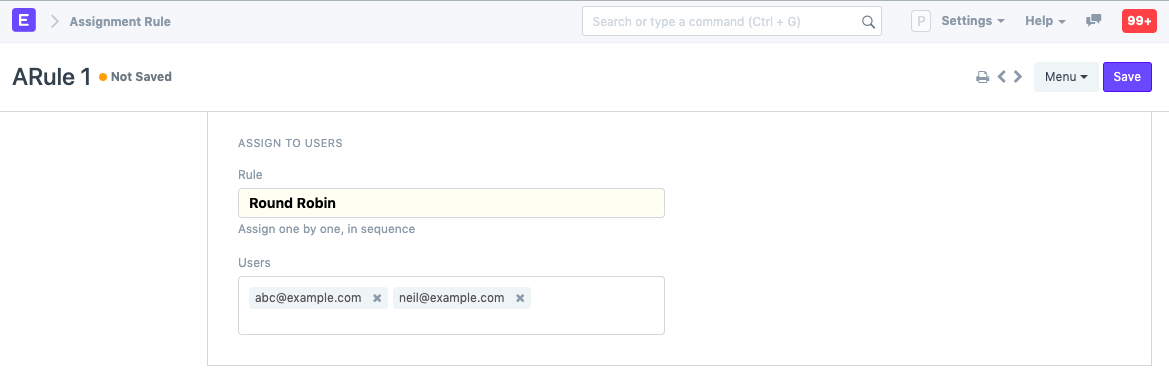 E Assignment Rule Search or type a command (Ctrl + G) P Settings Help 99+
ARule 1 Not Saved Menu Save
ASSIGN TO USERS
Rule
Round Robin
Assign one by one, in sequence
Users
abc@example.com × neil@example.com ×